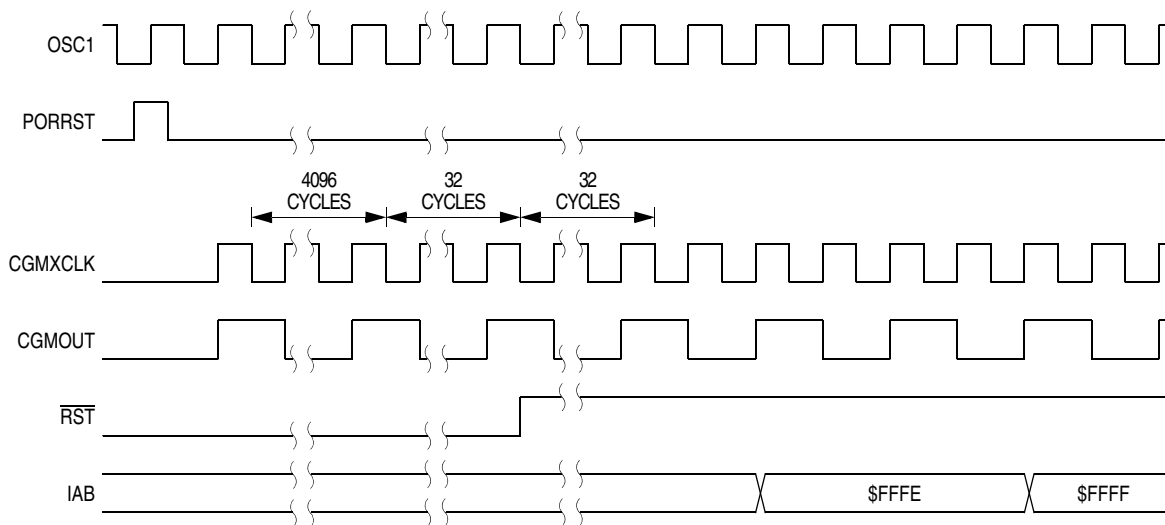 OSC1
PORRST
4096
CYCLES
32
CYCLES
32
CYCLES
CGMXCLK
CGMOUT
RST
IAB
$FFFE
$FFFF